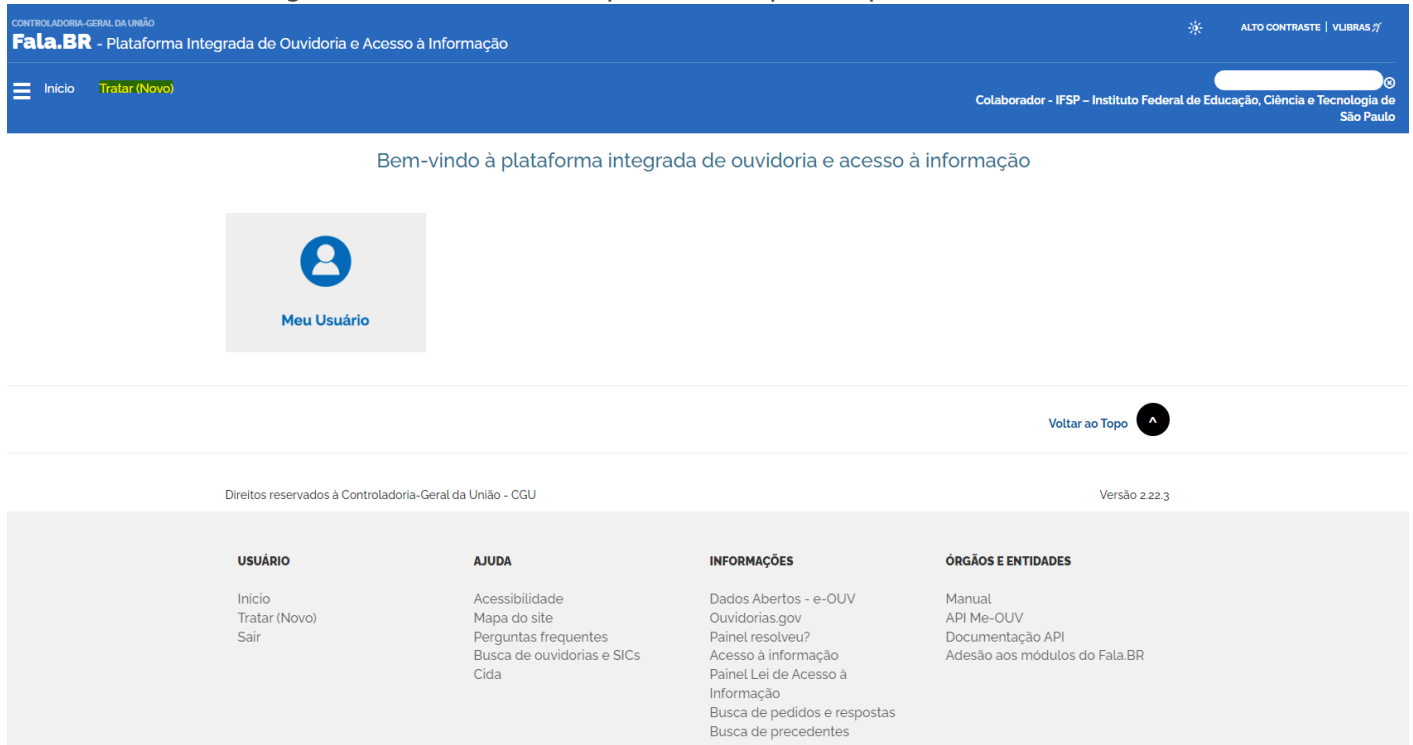 CONTROLADORIA-GERAL DA UNIÃO
Fala.BR - Plataforma Integrada de Ouvidoria e Acesso à Informação
ALTO CONTRASTE | VLIBRAS
Início Tratar (Novo)
Colaborador - IFSP – Instituto Federal de Educação, Ciência e Tecnologia de
São Paulo
Bem-vindo à plataforma integrada de ouvidoria e acesso à informação
Meu Usuário
Voltar ao Topo
Direitos reservados à Controladoria-Geral da União - CGU
Versão 2.22.3
USUÁRIO
Início
Tratar (Novo)
Sair
AJUDA
Acessibilidade
Mapa do site
Perguntas frequentes
Busca de ouvidorias e SICs
Cida
INFORMAÇÕES
Dados Abertos - e-OUV
Ouvidorias.gov
Painel resolveu?
Acesso à informação
Painel Lei de Acesso à
Informação
Busca de pedidos e respostas
Busca de precedentes
ÓRGÃOS E ENTIDADES
Manual
API Me-OUV
Documentação API
Adesão aos módulos do Fala.BR